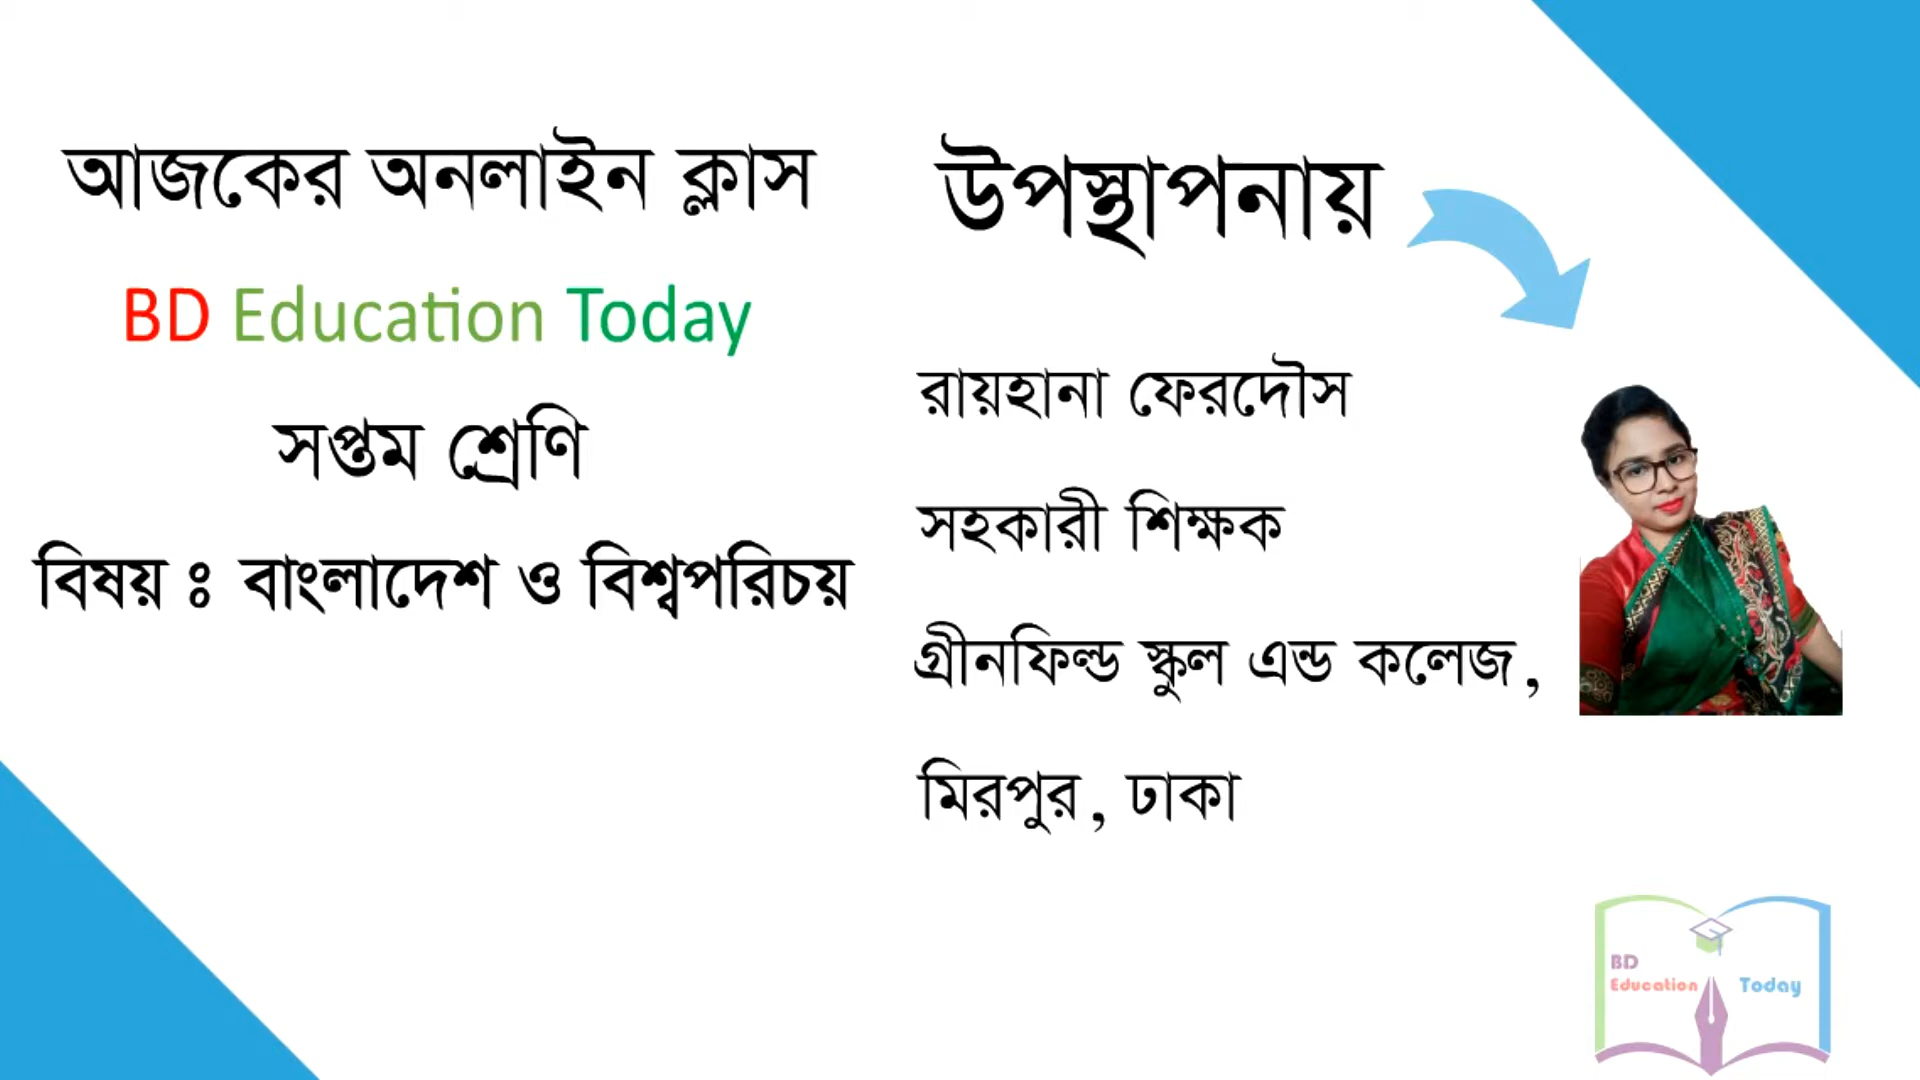 আজকের অনলাইন ক্লাস
BD Education Today
সপ্তম শ্রেণি
বিষয় ঃ বাংলাদেশ ও বিশ্বপরিচয়
উপস্থাপনায়
রায়হানা ফেরদৌস
সহকারী শিক্ষক
গ্রীনফিল্ড স্কুল এন্ড কলেজ,
মিরপুর, ঢাকা
BD
Education Today